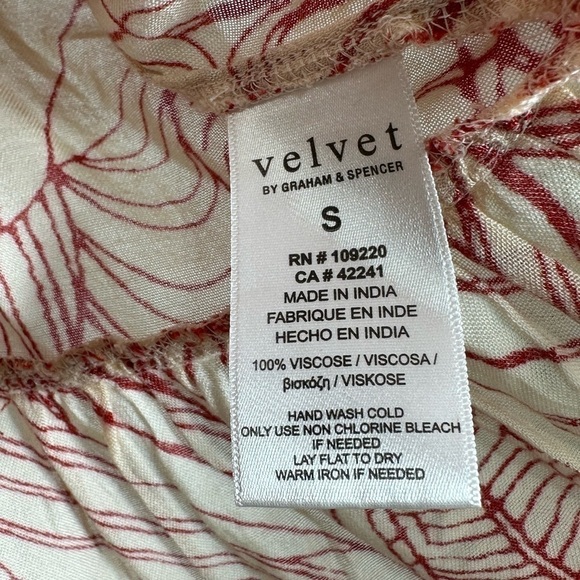 velvet
BY GRAHAM & SPENCER
S
RN # 109220
CA # 42241
MADE IN INDIA
FABRIQUE EN INDE
HECHO EN INDIA
100% VISCOSE / VISCOSA /
βισκόζη / VISKOSE
HAND WASH COLD
ONLY USE NON CHLORINE BLEACH
IF NEEDED
LAY FLAT TO DRY
WARM IRON IF NEEDED